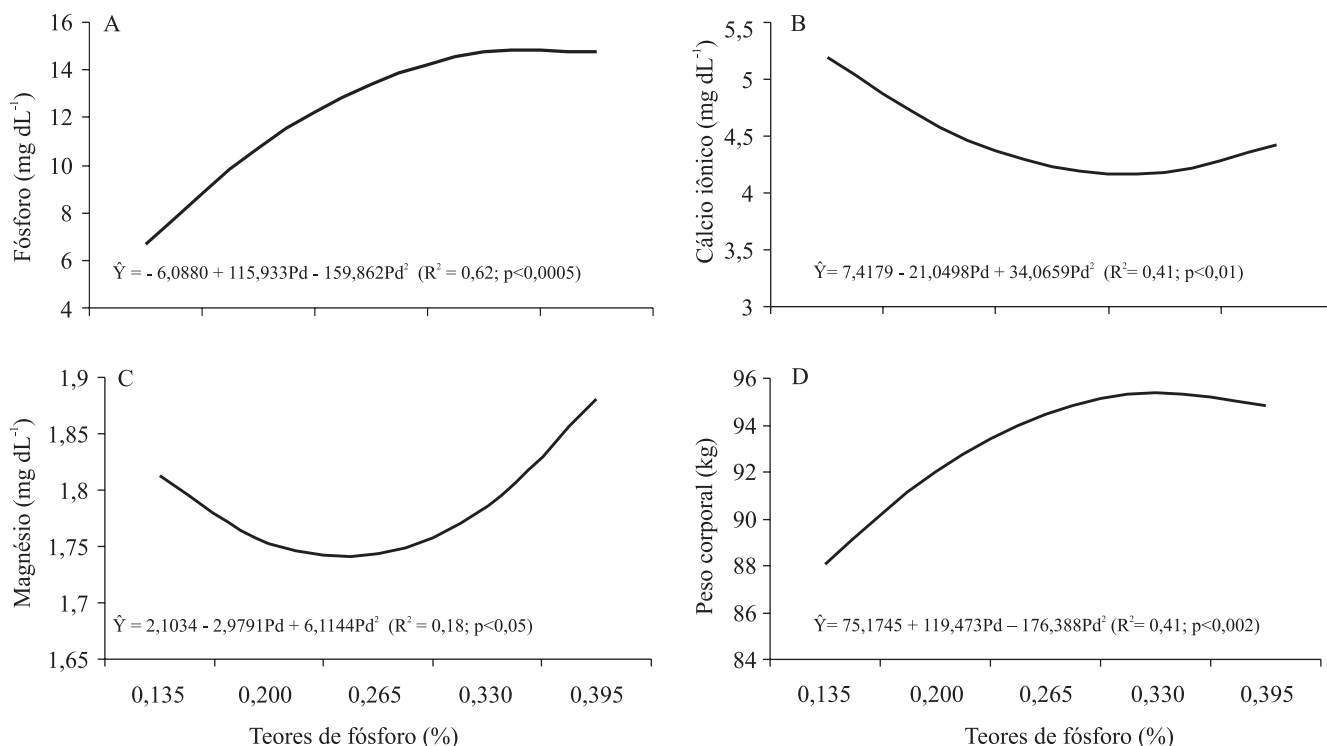 A
Fósforo (mg dL⁻¹)
16
14
12
10
8
6
4
Ŷ = - 6,0880 + 115,933Pd - 159,862Pd² (R² = 0,62; p<0,0005)
B
Cálcio iônico (mg dL⁻¹)
5,5
5
4,5
4
3,5
3
Ŷ= 7,4179 - 21,0498Pd + 34,0659Pd² (R²= 0,41; p<0,01)
C
Magnésio (mg dL⁻¹)
1,9
1,85
1,8
1,75
1,7
1,65
Ŷ = 2,1034 - 2,9791Pd + 6,1144Pd² (R² = 0,18; p<0,05)
0,135 0,200 0,265 0,330 0,395
Teores de fósforo (%)
D
Peso corporal (kg)
96
94
92
90
88
86
84
Ŷ= 75,1745 + 119,473Pd – 176,388Pd² (R²= 0,41; p<0,002)
0,135 0,200 0,265 0,330 0,395
Teores de fósforo (%)